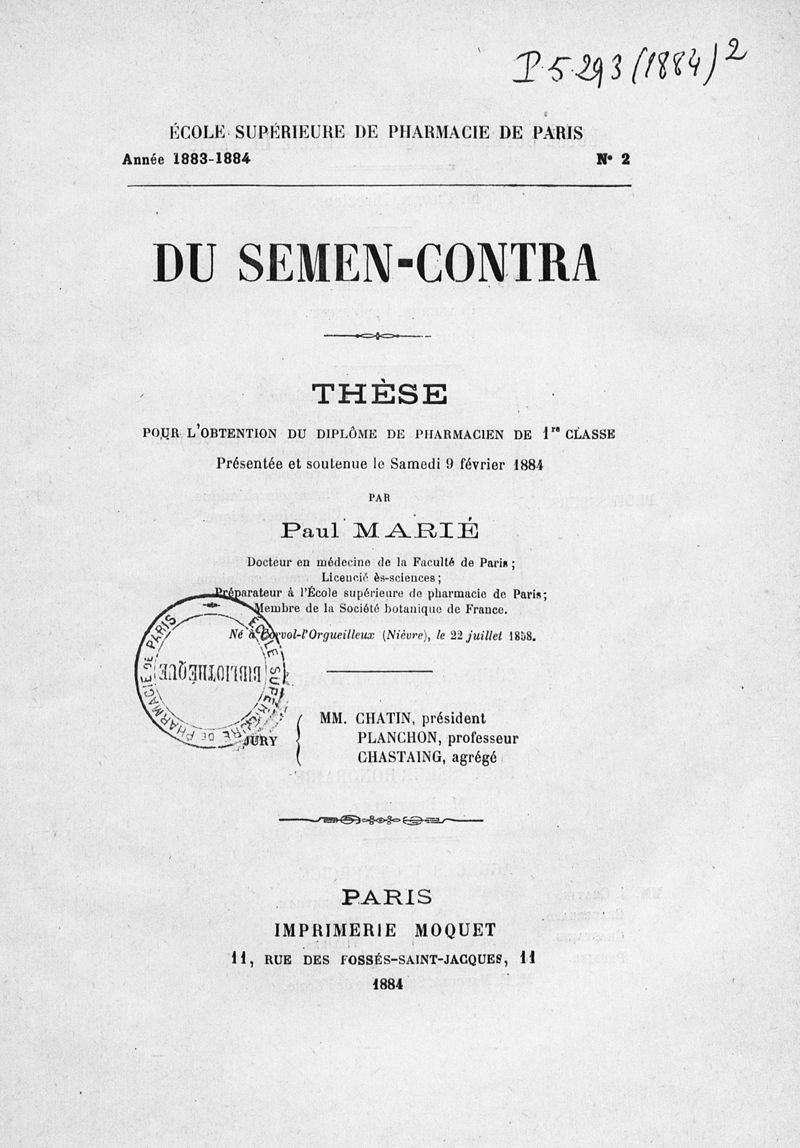 P 5.293 (1884) 2
ÉCOLE SUPÉRIEURE DE PHARMACIE DE PARIS
Année 1883-1884 N° 2
DU SEMEN-CONTRA
THÈSE
POUR L'OBTENTION DU DIPLÔME DE PHARMACIEN DE 1re CLASSE
Présentée et soutenue le Samedi 9 février 1884
PAR
Paul MARIÉ
Docteur en médecine de la Faculté de Paris ;
Licencié ès-sciences ;
Préparateur à l'École supérieure de pharmacie de Paris;
Membre de la Société botanique de France.
Né à Corvol-l'Orgueilleux (Nièvre), le 22 juillet 1858.
ÉCOLE SUPÉRIEURE DE PHARMACIE DE PARIS
BIBLIOTHÈQUE
JURY
MM. CHATIN, président
PLANCHON, professeur
CHASTAING, agrégé
PARIS
IMPRIMERIE MOQUET
11, RUE DES FOSSÉS-SAINT-JACQUES, 11
1884